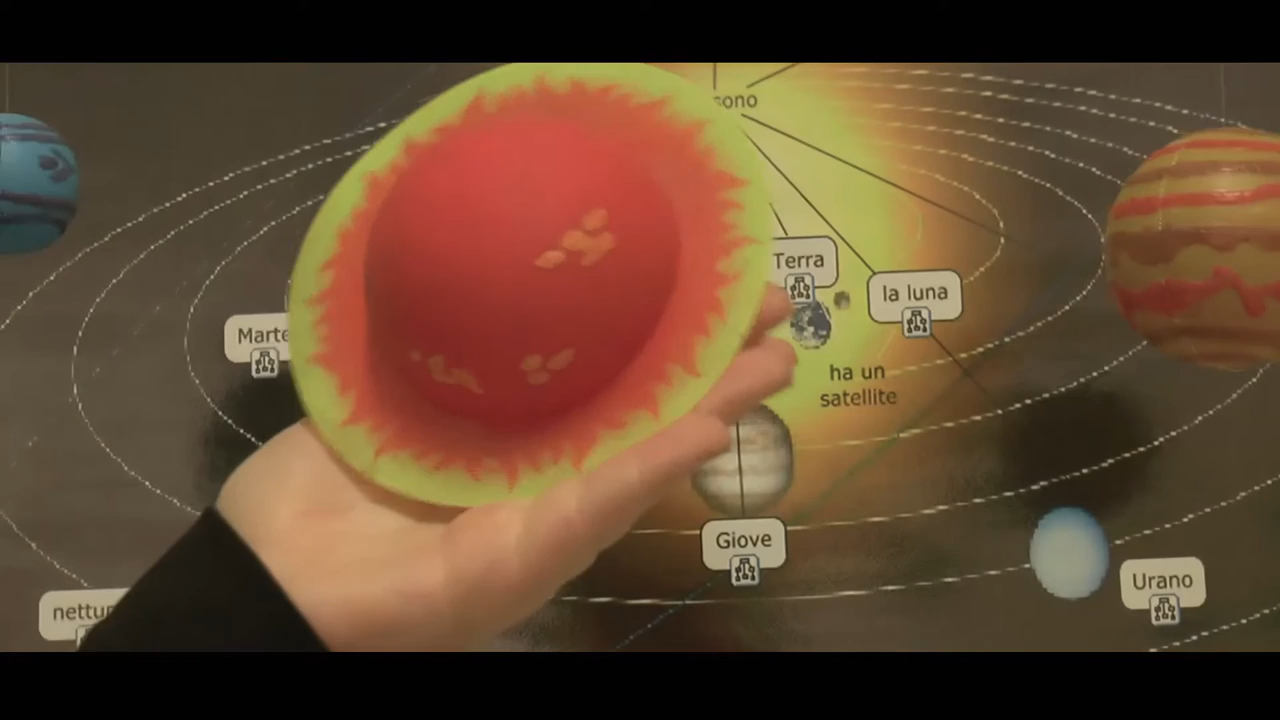 sono
Terra
la luna
Marte
ha un
satellite
Giove
Urano
nettu